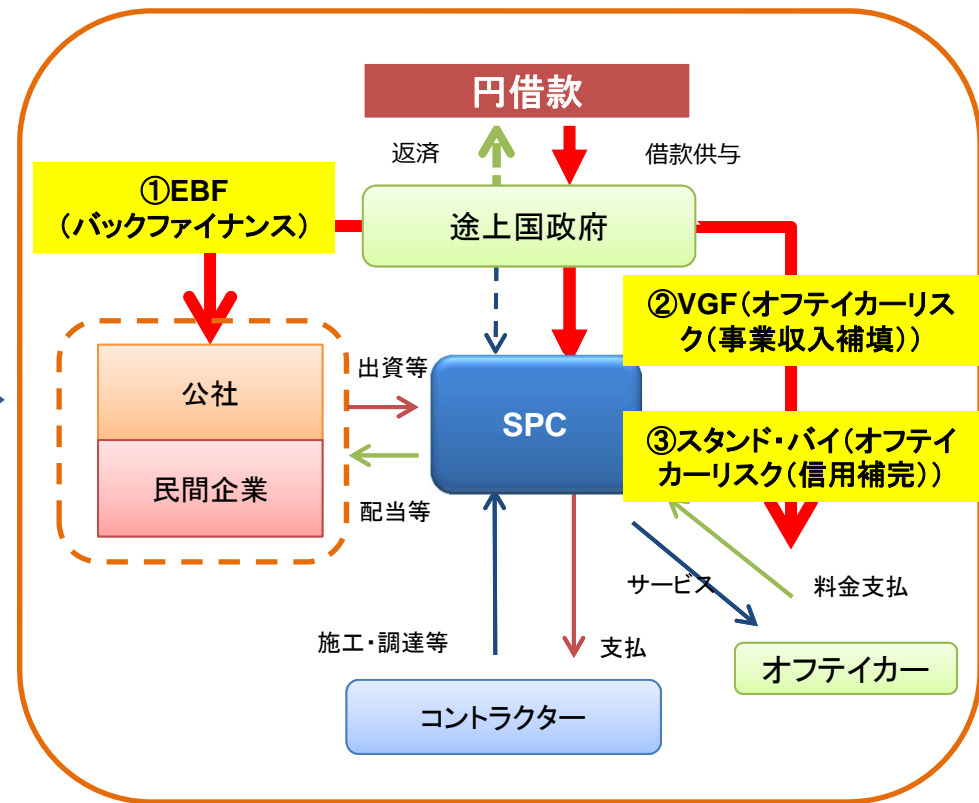 円借款
返済
借款供与
①EBF
（バックファイナンス）
途上国政府
②VGF（オフテイカーリス
ク（事業収入補填））
出資等
公社
SPC
③スタンド・バイ（オフテイ
カーリスク（信用補完））
民間企業
配当等
サービス
料金支払
施工・調達等
支払
オフテイカー
コントラクター